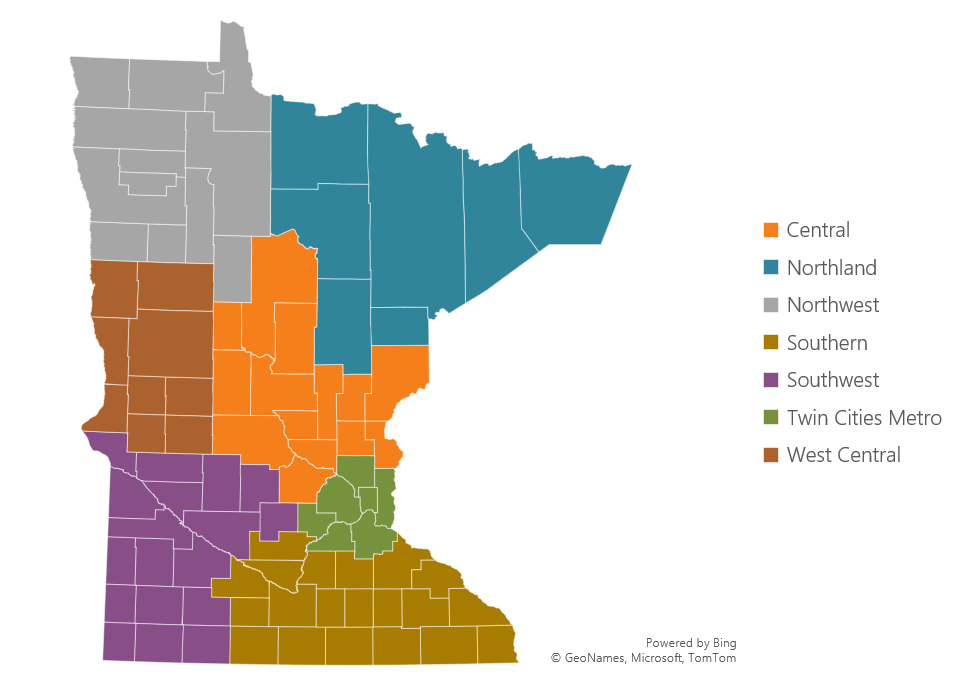 Central
Northland
Northwest
Southern
Southwest
Twin Cities Metro
West Central
Powered by Bing
© GeoNames, Microsoft, TomTom